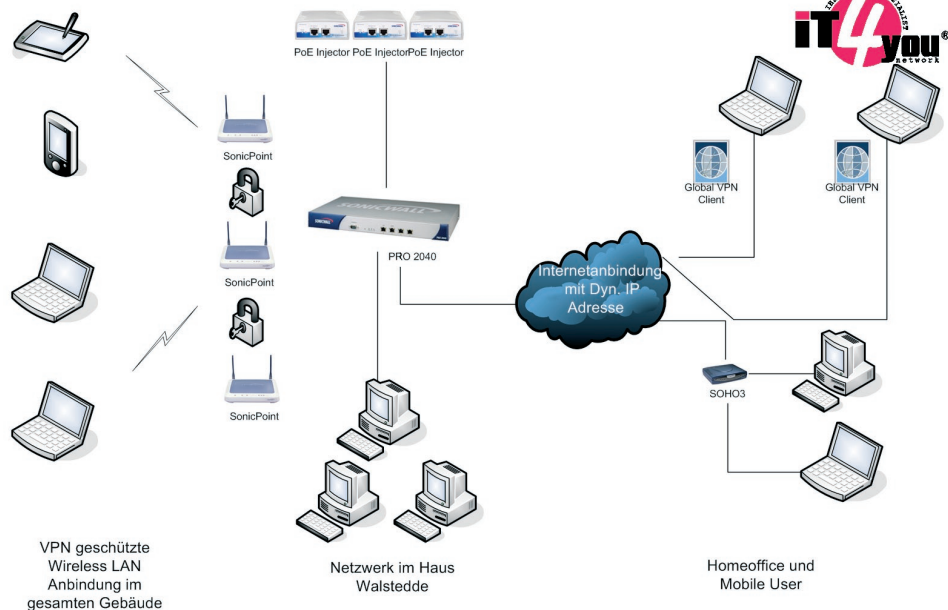 PoE Injector PoE Injector PoE Injector
iT4you®
network
SonicPoint
SONICWALL
PRO 2040
SonicPoint
SonicPoint
Global VPN
Client
Global VPN
Client
Internetanbindung
mit Dyn. IP
Adresse
SOHO3
VPN geschützte
Wireless LAN
Anbindung im
gesamten Gebäude
Netzwerk im Haus
Walstedde
Homeoffice und
Mobile User